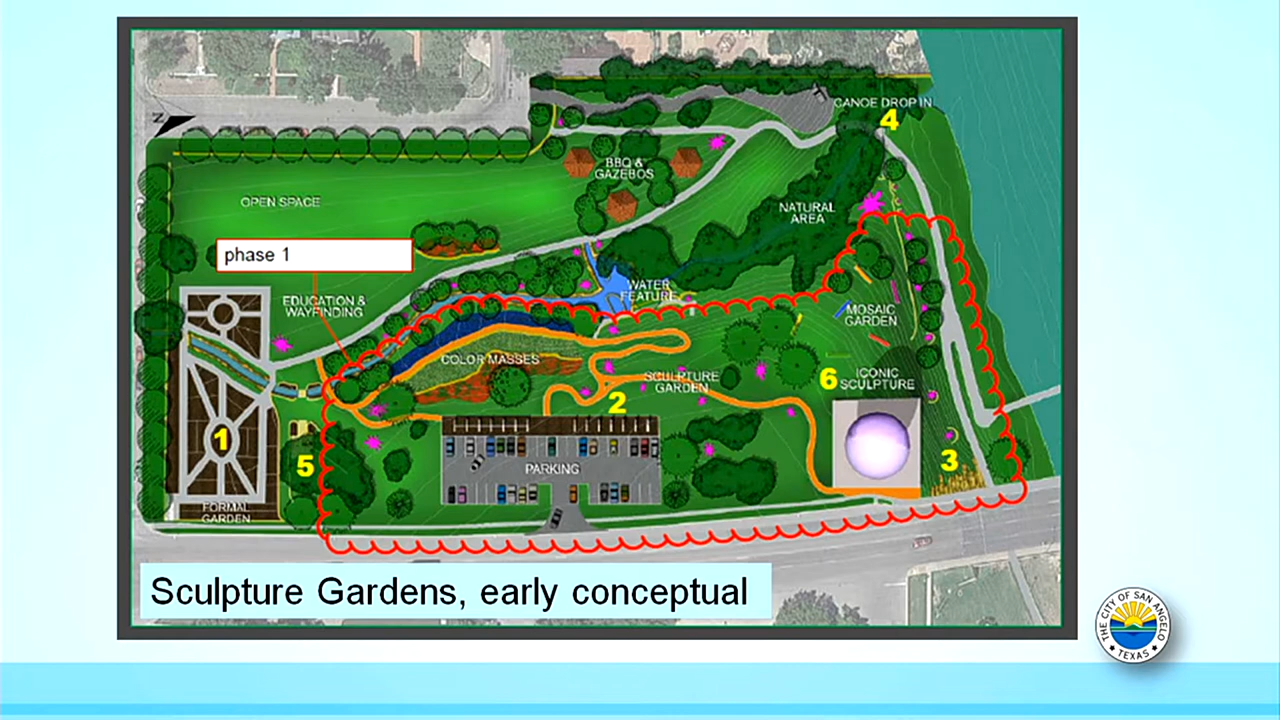 N
CANOE DROP IN
4
BBQ &
GAZEBOS
OPEN SPACE
NATURAL
AREA
phase 1
WATER
FEATURE
EDUCATION &
WAYFINDING
MOSAIC
GARDEN
COLOR MASSES
SCULPTURE
GARDEN
6
ICONIC
SCULPTURE
2
1
5
PARKING
3
FORMAL
GARDEN
Sculpture Gardens, early conceptual
THE CITY OF SAN ANGELO
TEXAS